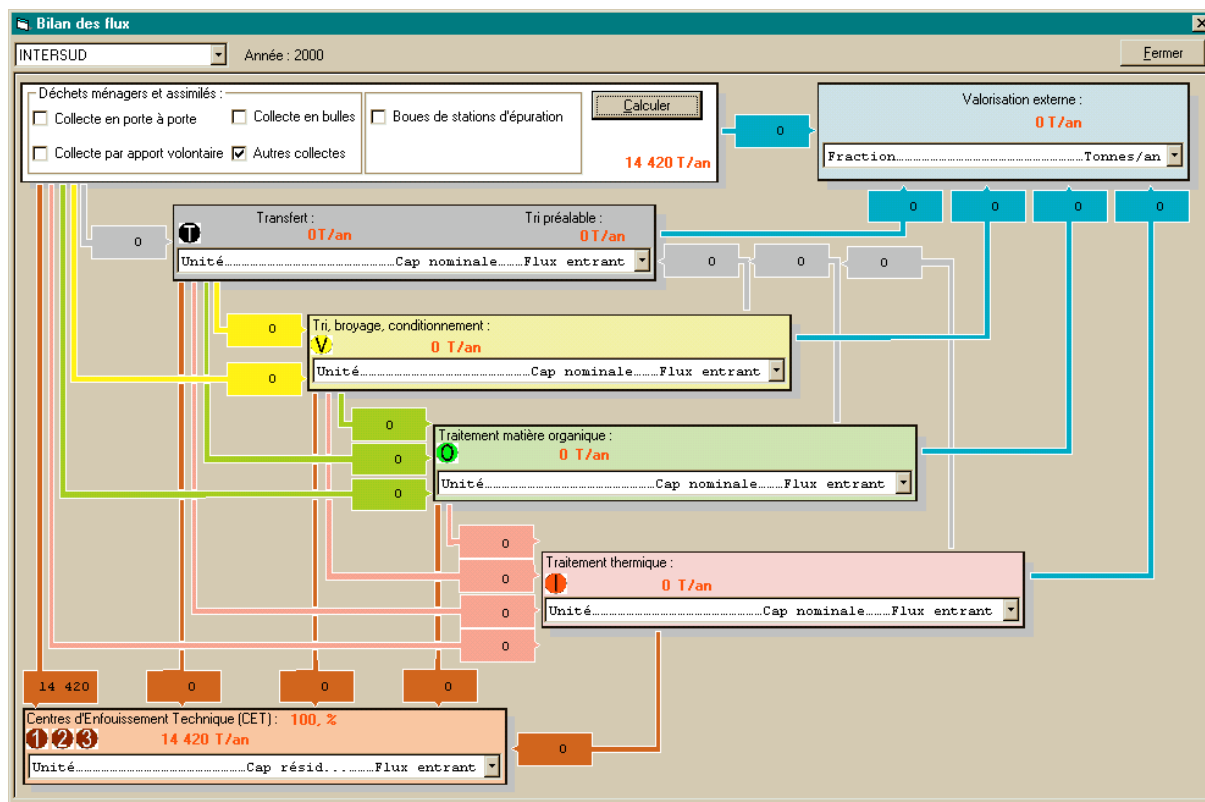 Bilan des flux
INTERSUD
Année : 2000
Fermer
Déchets ménagers et assimilés :
Collecte en porte à porte
Collecte en bulles
Boues de stations d'épuration
Calculer
Collecte par apport volontaire
Autres collectes
14 420 T/an
0
Valorisation externe :
0 T/an
Fraction.......................................Tonnes/an
0
0
0
0
0
Transfert :
Tri préalable :
T
0T/an
0T/an
Unité.......................................Cap nominale........Flux entrant
0
0
0
0
Tri, broyage, conditionnement :
V
0 T/an
Unité.......................................Cap nominale........Flux entrant
0
0
Traitement matière organique :
O
0 T/an
0
Unité.......................................Cap nominale........Flux entrant
0
0
Traitement thermique :
I
0 T/an
0
Unité.......................................Cap nominale........Flux entrant
0
0
14 420
0
0
0
Centres d'Enfouissement Technique (CET) : 100, %
1 2 3
14 420 T/an
0
Unité.......................................Cap résid........Flux entrant